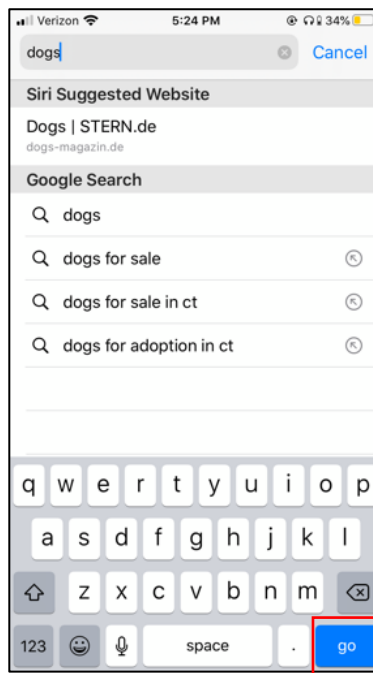 Verizon 5:24 PM 34%
dogs Cancel
Siri Suggested Website
Dogs | STERN.de
dogs-magazin.de
Google Search
dogs
dogs for sale
dogs for sale in ct
dogs for adoption in ct
q w e r t y u i o p
a s d f g h j k l
z x c v b n m
123 space . go